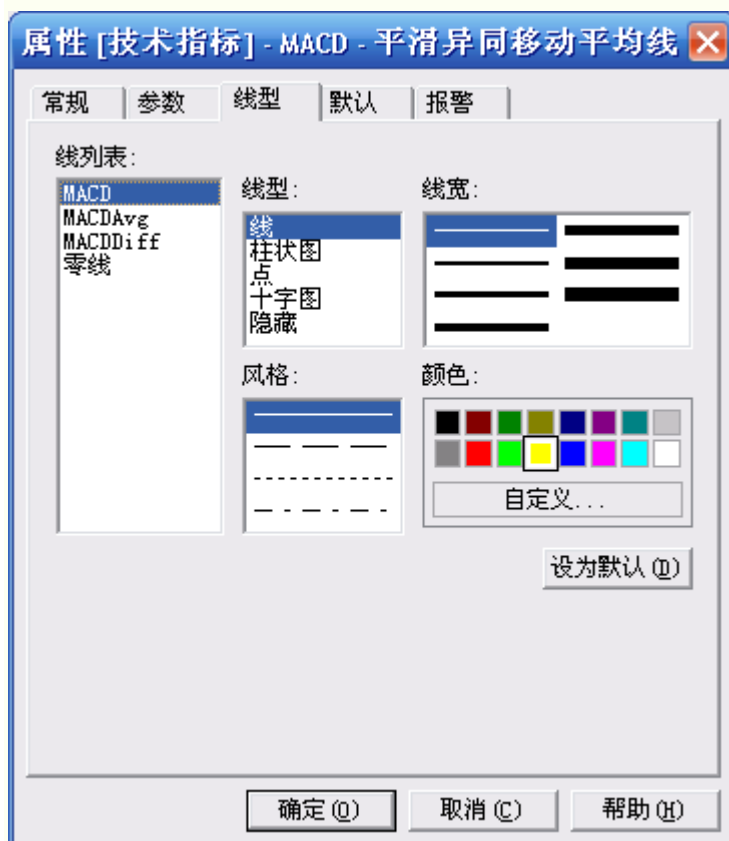 属性 [技术指标] - MACD - 平滑异同移动平均线
常规 参数 线型 默认 报警
线列表:
MACD
MACDAvg
MACDDiff
零线
线型:
线
柱状图
点
十字图
隐藏
线宽:
风格:
颜色:
自定义...
设为默认(D)
确定(O) 取消(C) 帮助(H)